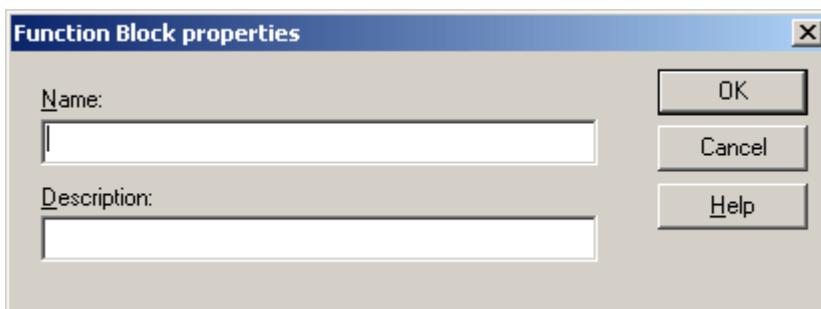 Function Block properties
Name:
OK
Cancel
Description:
Help